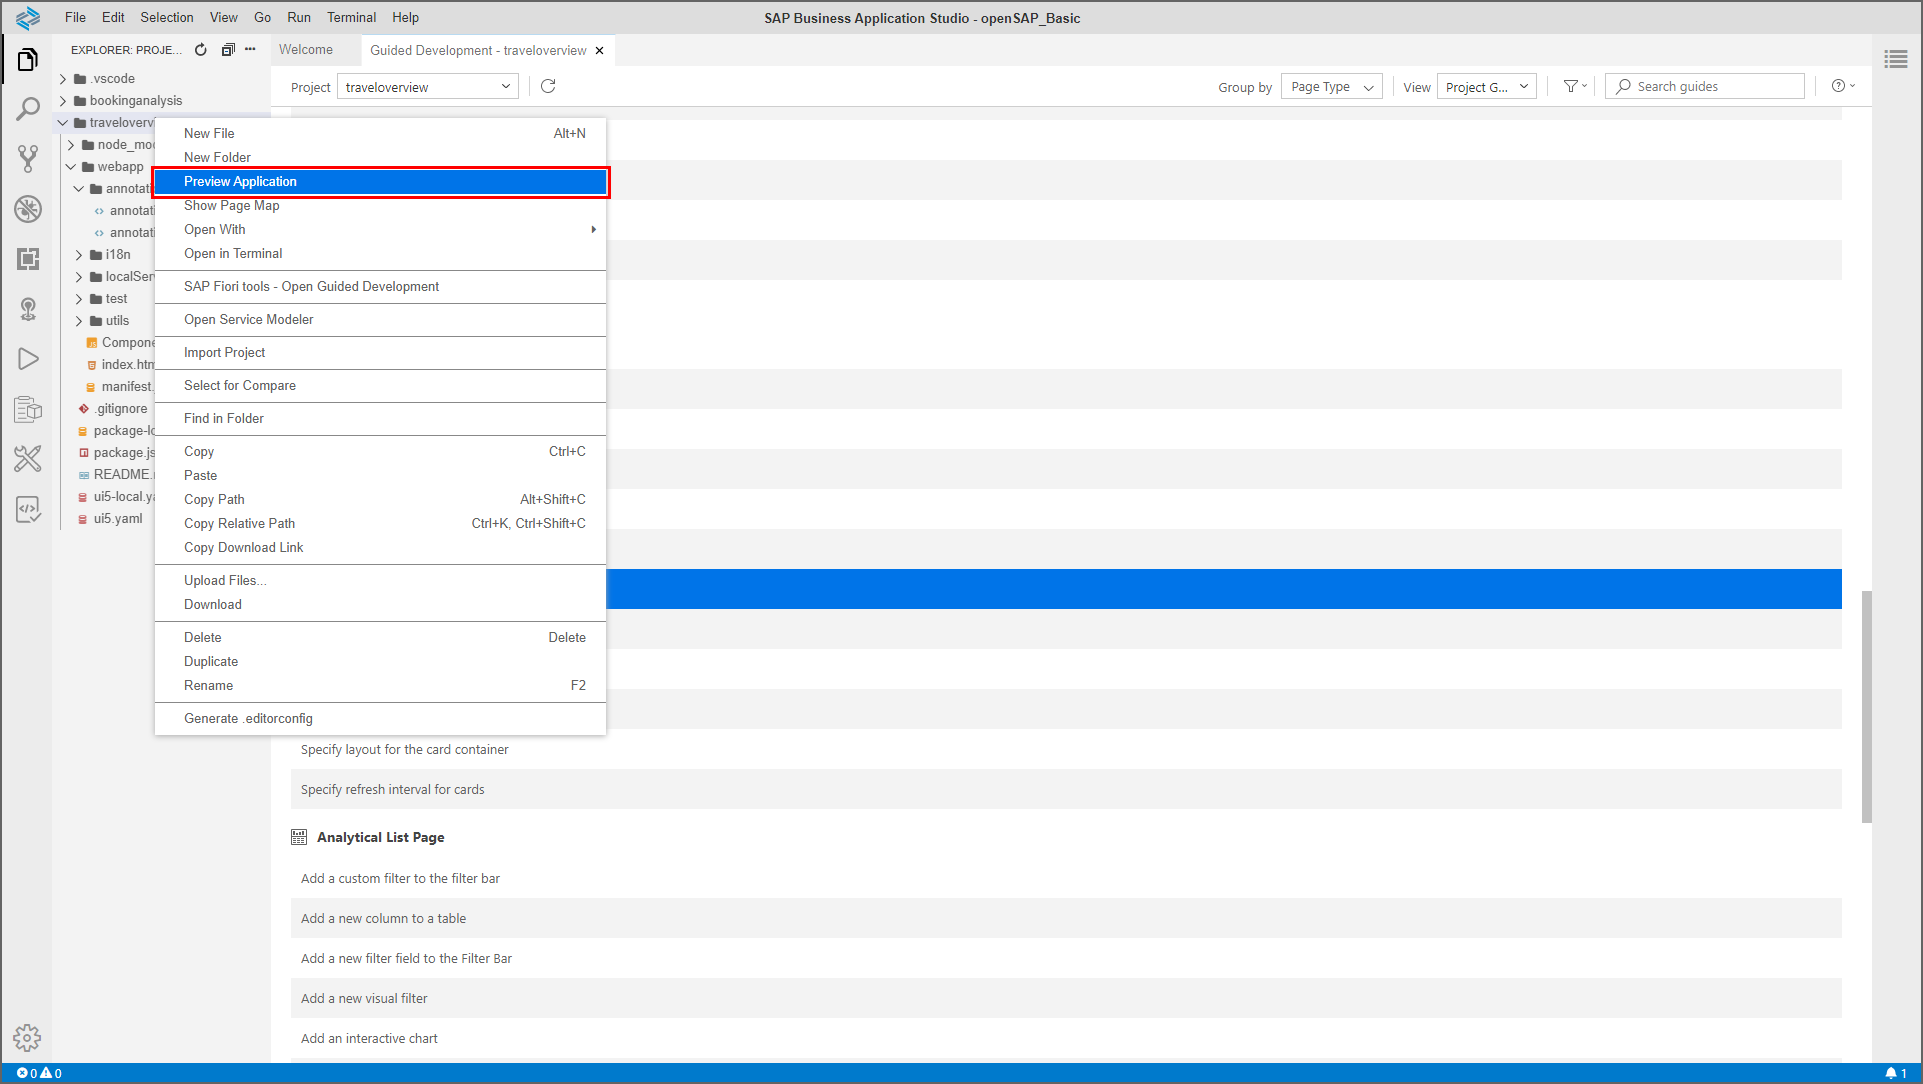 File Edit Selection View Go Run Terminal Help
SAP Business Application Studio - openSAP_Basic
EXPLORER: PROJE...
Welcome
Guided Development - traveloverview
Project traveloverview
Group by Page Type
View Project G...
Search guides
.vscode
bookinganalysis
traveloverv
node_mo
webapp
annotati
annotati
annotati
i18n
localSer
test
utils
Compone
index.htm
manifest.
.gitignore
package-lo
package.js
README.
ui5-local.ya
ui5.yaml
New File Alt+N
New Folder
Preview Application
Show Page Map
Open With
Open in Terminal
SAP Fiori tools - Open Guided Development
Open Service Modeler
Import Project
Select for Compare
Find in Folder
Copy Ctrl+C
Paste
Copy Path Alt+Shift+C
Copy Relative Path Ctrl+K, Ctrl+Shift+C
Copy Download Link
Upload Files...
Download
Delete Delete
Duplicate
Rename F2
Generate .editorconfig
Specify layout for the card container
Specify refresh interval for cards
Analytical List Page
Add a custom filter to the filter bar
Add a new column to a table
Add a new filter field to the Filter Bar
Add a new visual filter
Add an interactive chart
0 0
1